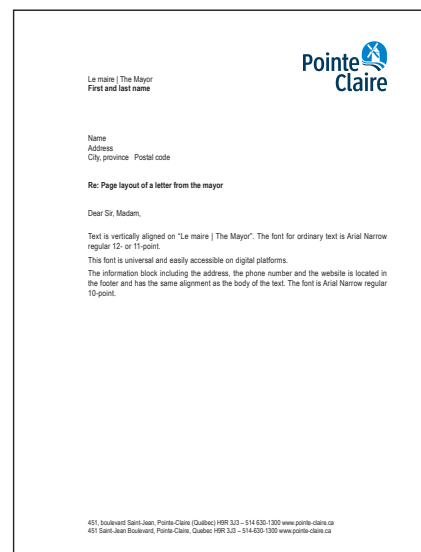 Pointe
Claire
Le maire | The Mayor
First and last name
Name
Address
City, province Postal code
Re: Page layout of a letter from the mayor
Dear Sir, Madam,
Text is vertically aligned on "Le maire | The Mayor". The font for ordinary text is Arial Narrow
regular 12- or 11-point.
This font is universal and easily accessible on digital platforms.
The information block including the address, the phone number and the website is located in
the footer and has the same alignment as the body of the text. The font is Arial Narrow regular
10-point.
451, boulevard Saint-Jean, Pointe-Claire (Québec) H9R 3J3 – 514 630-1300 www.pointe-claire.ca
451 Saint-Jean Boulevard, Pointe-Claire, Quebec H9R 3J3 – 514-630-1300 www.pointe-claire.ca